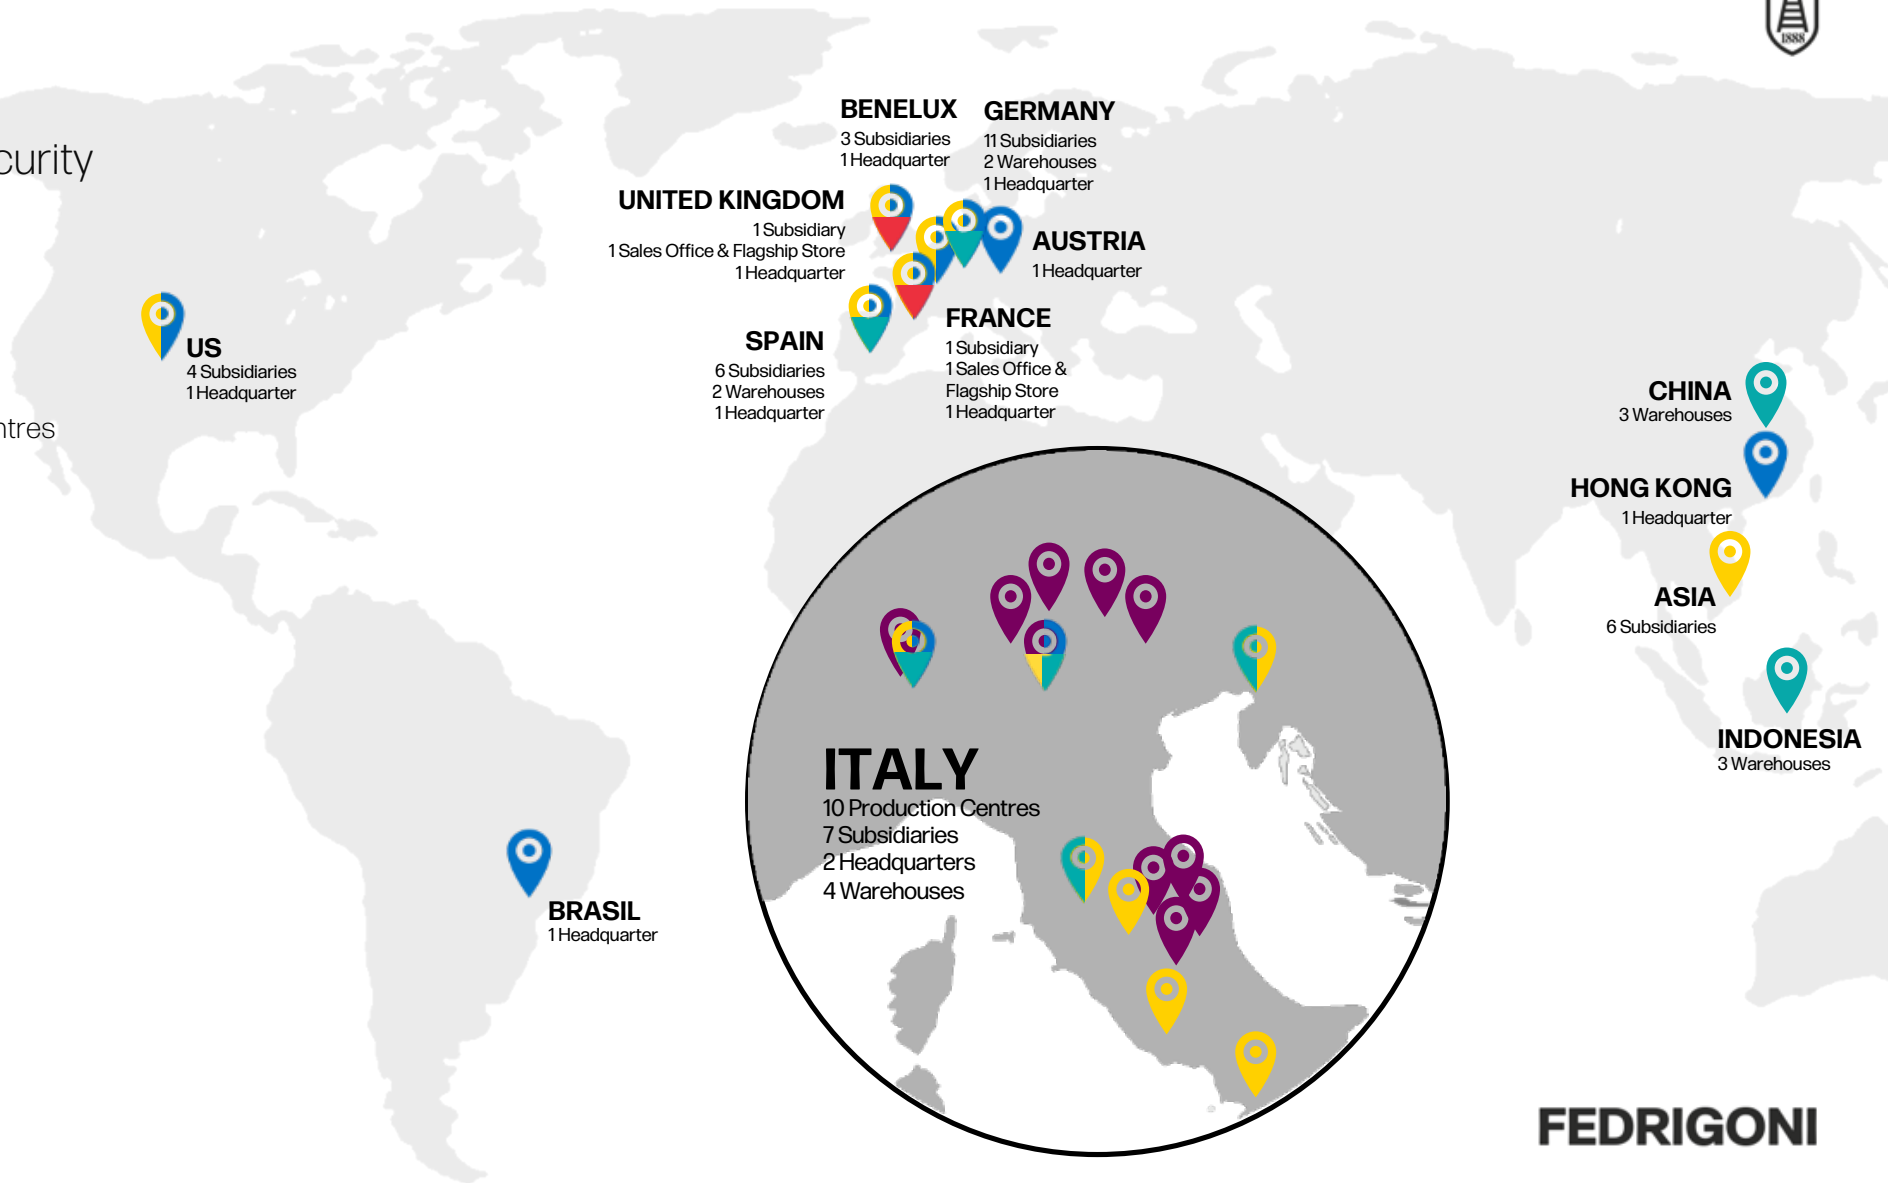 1888
curity
ntres
BENELUX
3 Subsidiaries
1 Headquarter
GERMANY
11 Subsidiaries
2 Warehouses
1 Headquarter
UNITED KINGDOM
1 Subsidiary
1 Sales Office & Flagship Store
1 Headquarter
AUSTRIA
1 Headquarter
US
4 Subsidiaries
1 Headquarter
SPAIN
6 Subsidiaries
2 Warehouses
1 Headquarter
FRANCE
1 Subsidiary
1 Sales Office &
Flagship Store
1 Headquarter
CHINA
3 Warehouses
HONG KONG
1 Headquarter
ASIA
6 Subsidiaries
INDONESIA
3 Warehouses
ITALY
10 Production Centres
7 Subsidiaries
2 Headquarters
4 Warehouses
BRASIL
1 Headquarter
FEDRIGONI